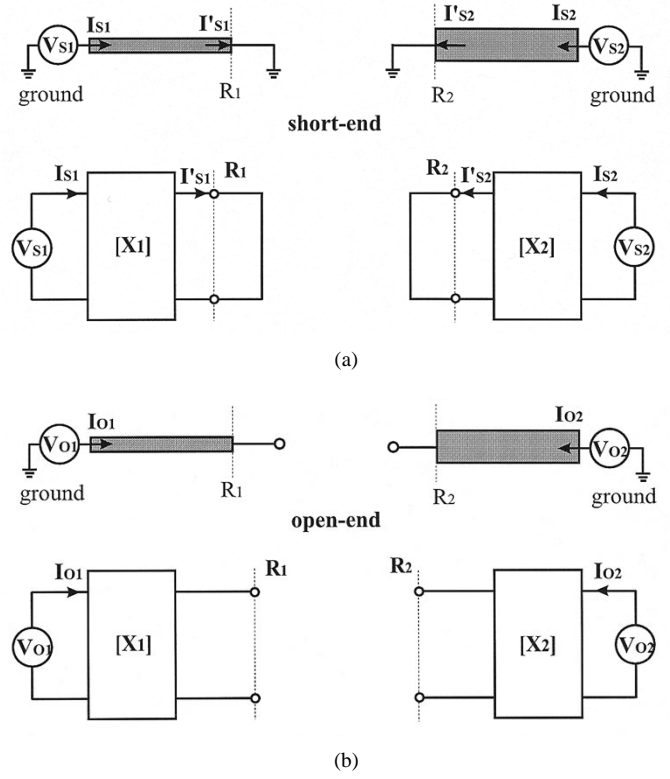 IS1 I'S1 I'S2 IS2
VS1 VS2
ground R1 R2 ground
short-end
IS1 I'S1 R1 R2 I'S2 IS2
VS1 [X1] [X2] VS2
(a)
IO1 IO2
VO1 VO2
ground R1 R2 ground
open-end
IO1 R1 R2 IO2
VO1 [X1] [X2] VO2
(b)